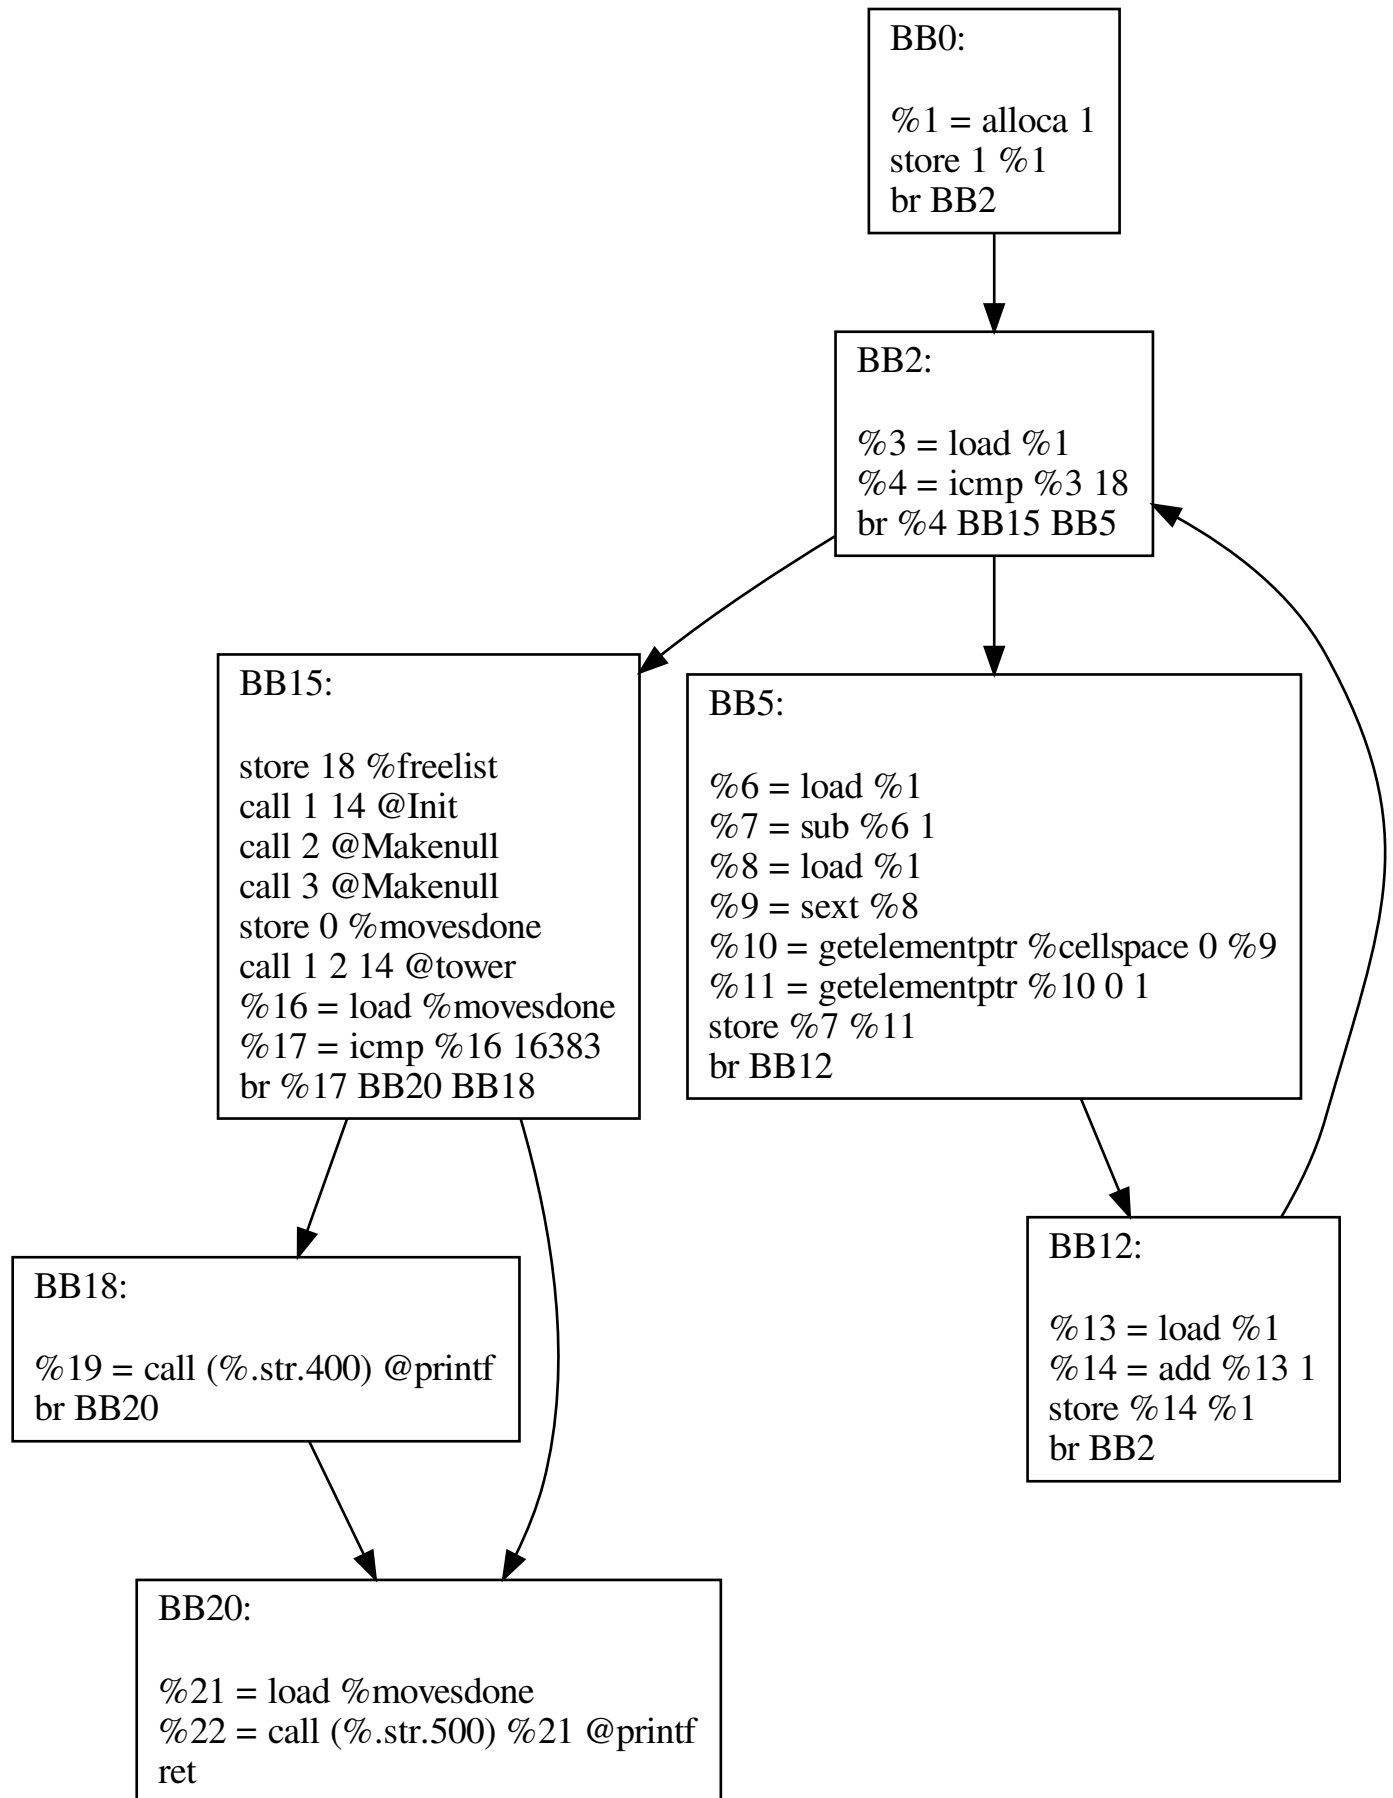 BB0:
%1 = alloca 1
store 1 %1
br BB2
BB2:
%3 = load %1
%4 = icmp %3 18
br %4 BB15 BB5
BB15:
store 18 %freelist
call 1 14 @Init
call 2 @Makenull
call 3 @Makenull
store 0 %movesdone
call 1 2 14 @tower
%16 = load %movesdone
%17 = icmp %16 16383
br %17 BB20 BB18
BB5:
%6 = load %1
%7 = sub %6 1
%8 = load %1
%9 = sext %8
%10 = getelementptr %cellspace 0 %9
%11 = getelementptr %10 0 1
store %7 %11
br BB12
BB18:
%19 = call (%.str.400) @printf
br BB20
BB12:
%13 = load %1
%14 = add %13 1
store %14 %1
br BB2
BB20:
%21 = load %movesdone
%22 = call (%.str.500) %21 @printf
ret